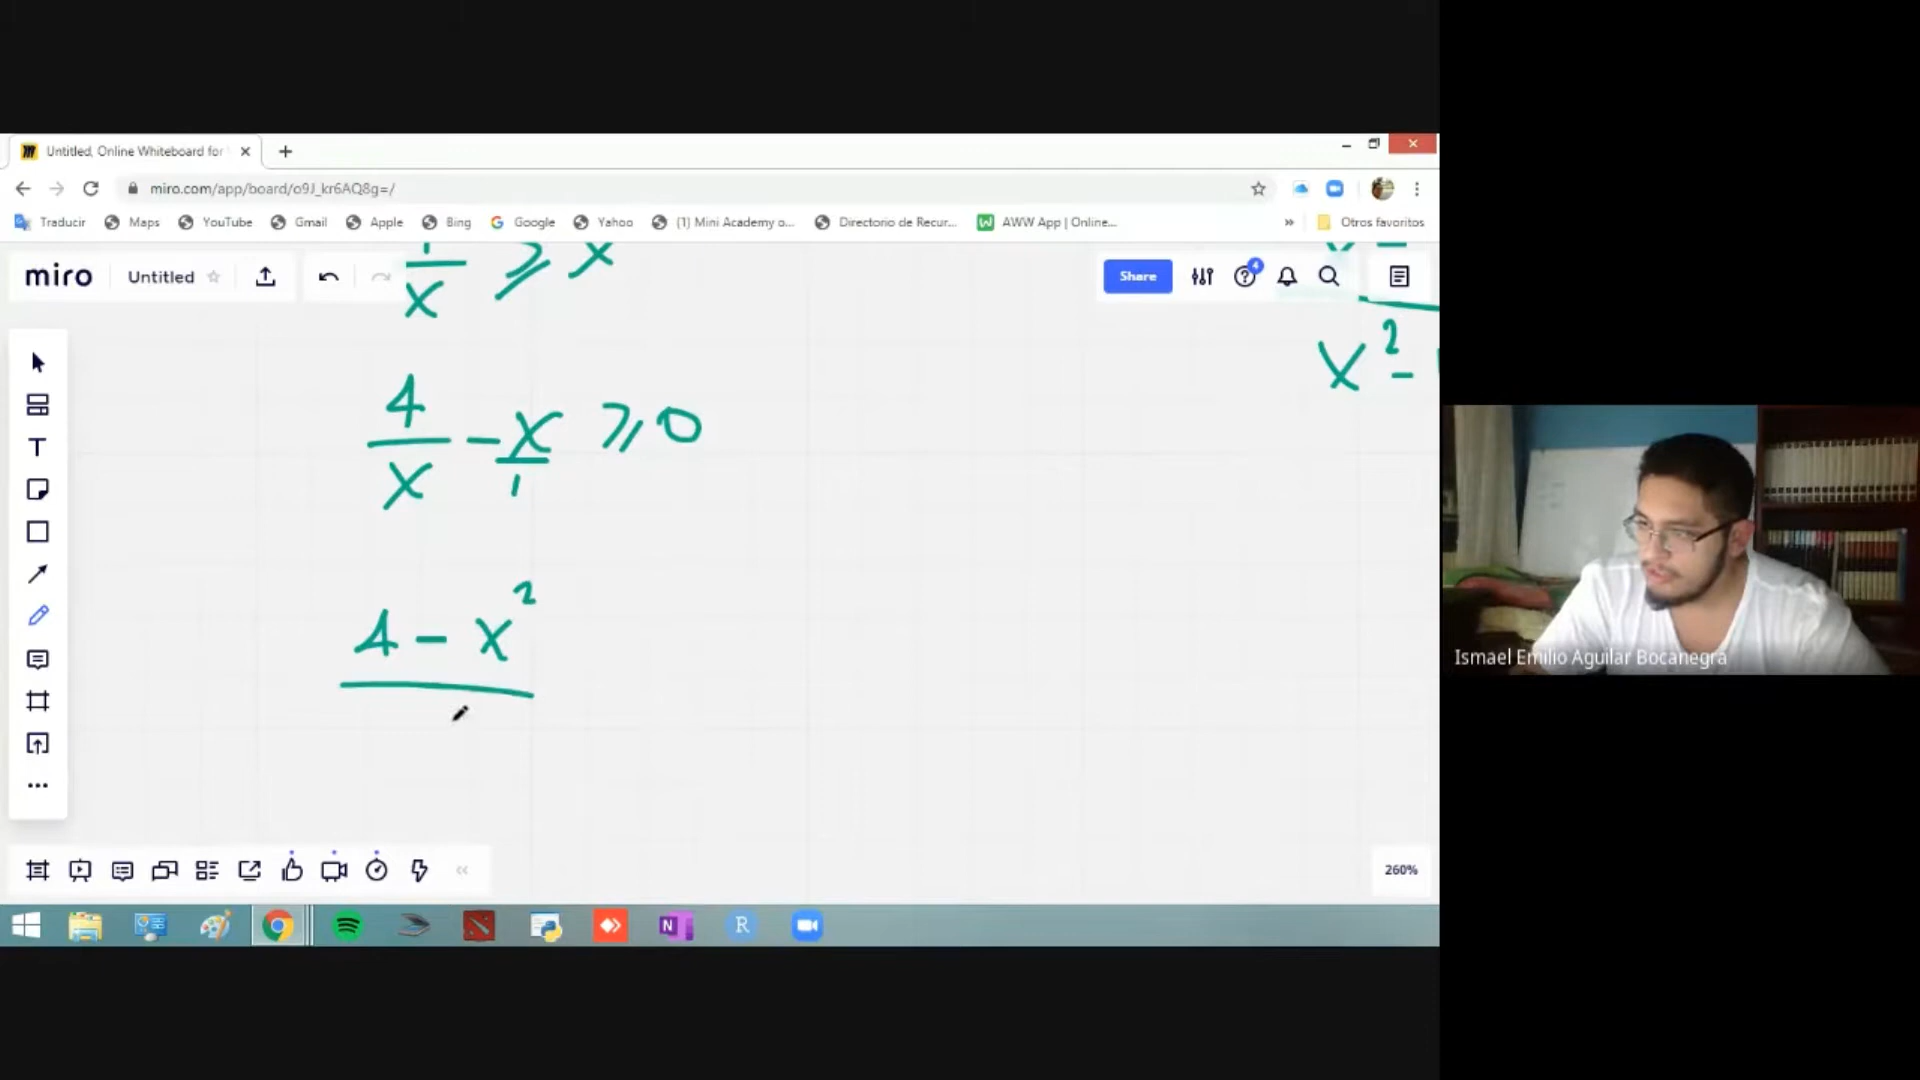 Untitled, Online Whiteboard for
miro.com/app/board/o9J_kr6AQ8g=/
Traducir Maps YouTube Gmail Apple Bing Google Yahoo (1) Mini Academy o... Directorio de Recur... AWW App | Online... » Otros favoritos
miro Untitled Share 4
x ≥ x
4/x - x/1 ≥ 0
x² -
4 - x²
Ismael Emilio Aguilar Bocanegra
260%